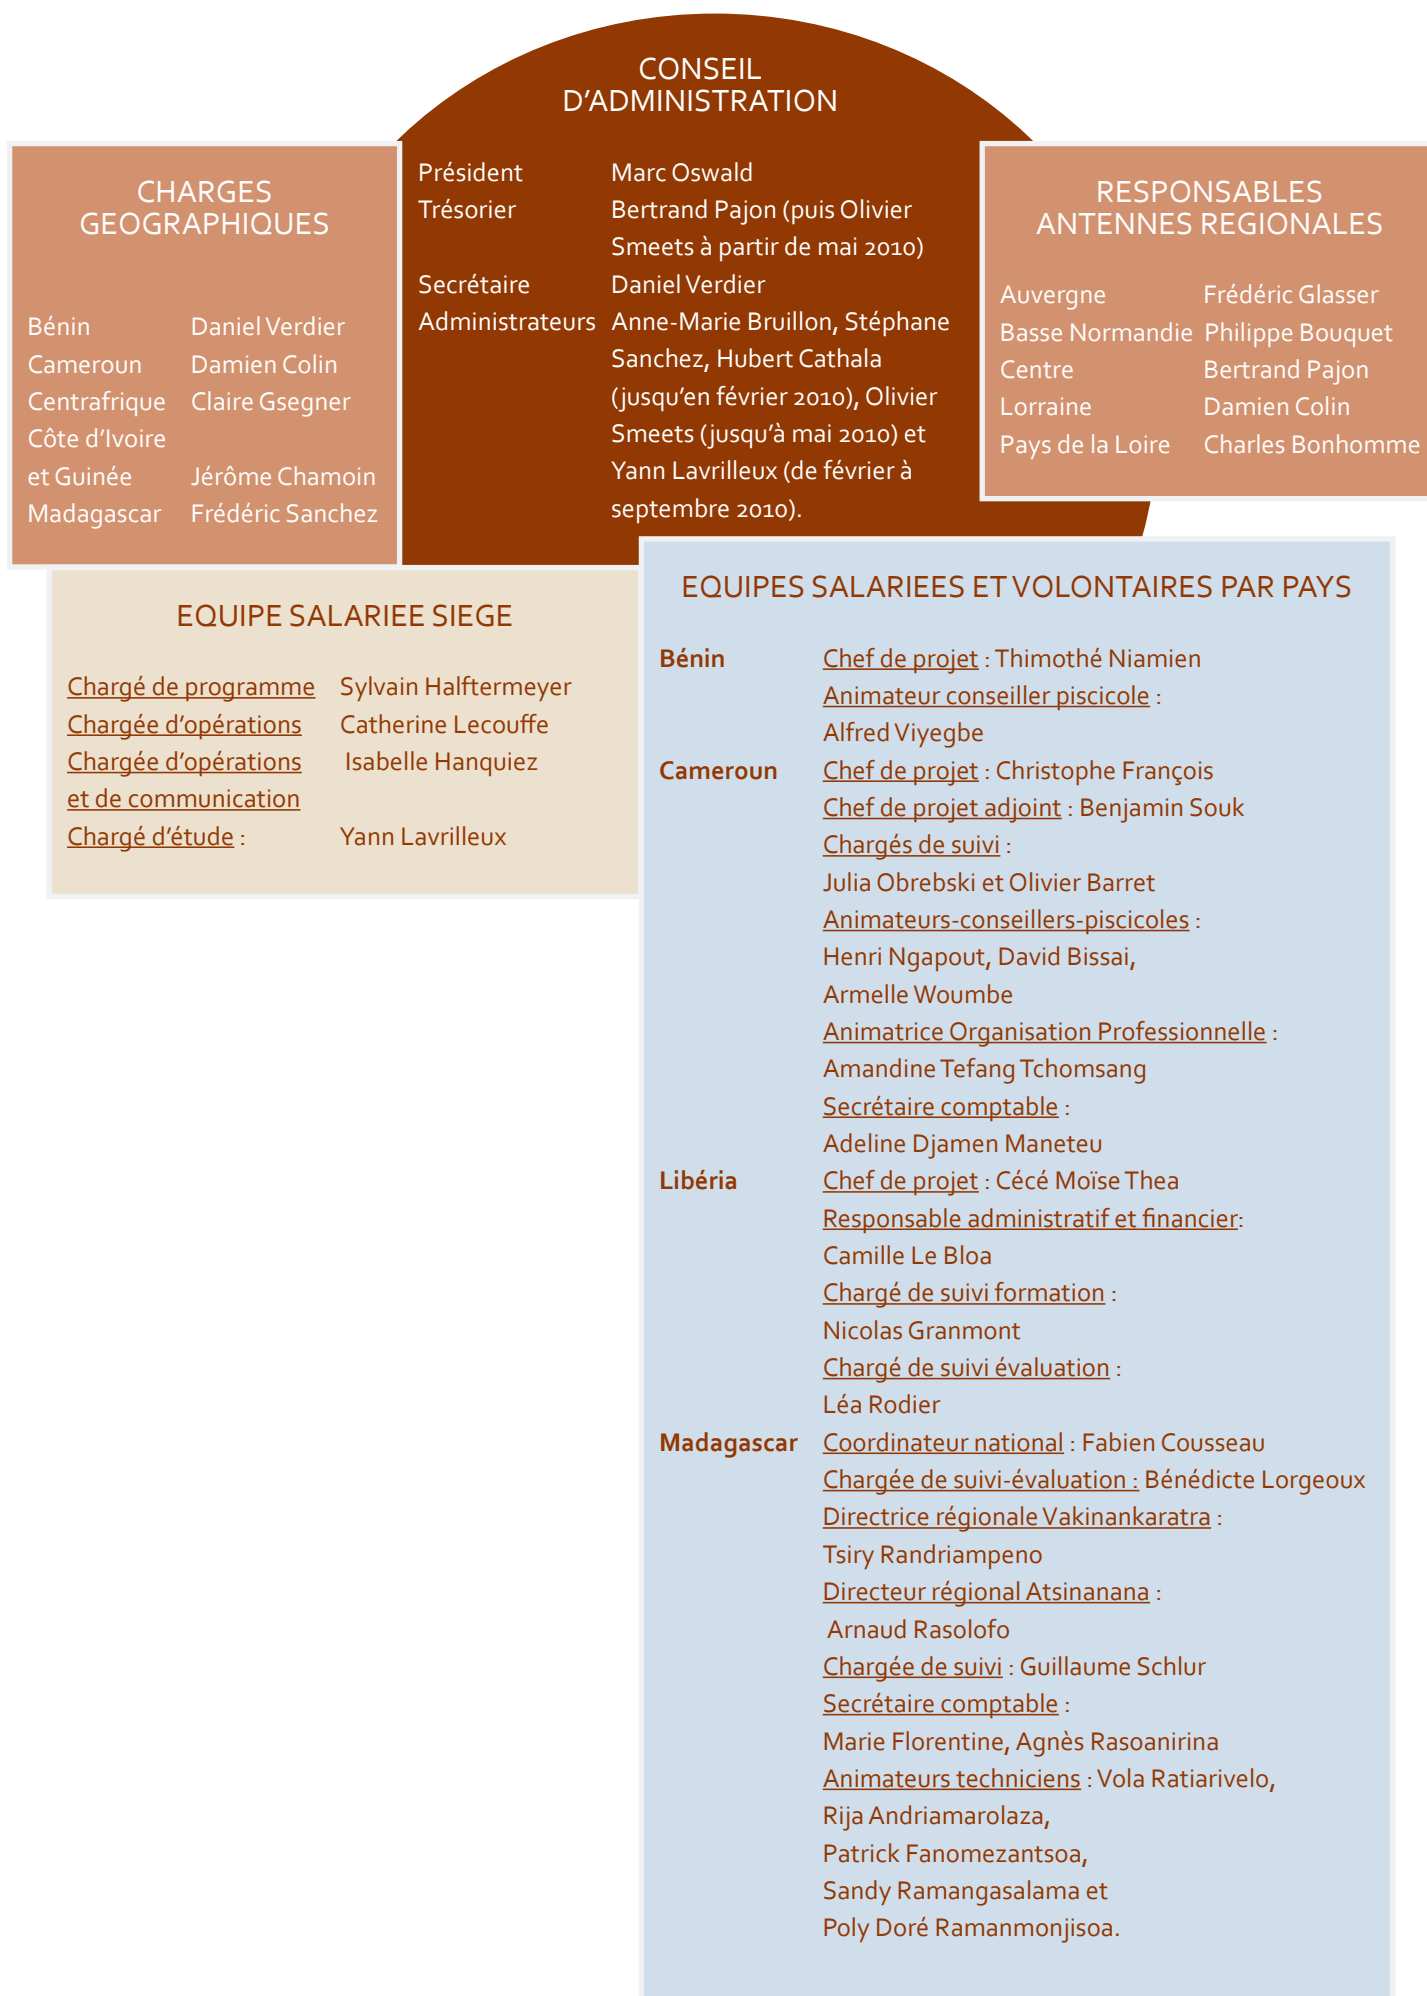 CONSEIL
D'ADMINISTRATION
Président Marc Oswald
Trésorier Bertrand Pajon (puis Olivier
Smeets à partir de mai 2010)
Secrétaire Daniel Verdier
Administrateurs Anne-Marie Bruillon, Stéphane
Sanchez, Hubert Cathala
(jusqu'en février 2010), Olivier
Smeets (jusqu'à mai 2010) et
Yann Lavrilleux (de février à
septembre 2010).
CHARGES
GEOGRAPHIQUES
Bénin Daniel Verdier
Cameroun Damien Colin
Centrafrique Claire Gsegner
Côte d'Ivoire
et Guinée Jérôme Chamoin
Madagascar Frédéric Sanchez
RESPONSABLES
ANTENNES REGIONALES
Auvergne Frédéric Glasser
Basse Normandie Philippe Bouquet
Centre Bertrand Pajon
Lorraine Damien Colin
Pays de la Loire Charles Bonhomme
EQUIPE SALARIEE SIEGE
Chargé de programme Sylvain Halftermeyer
Chargée d'opérations Catherine Lecouffe
Chargée d'opérations Isabelle Hanquiez
et de communication
Chargé d'étude : Yann Lavrilleux
EQUIPES SALARIEES ET VOLONTAIRES PAR PAYS
Bénin Chef de projet : Thimothé Niamien
Animateur conseiller piscicole :
Alfred Viyegbe
Cameroun Chef de projet : Christophe François
Chef de projet adjoint : Benjamin Souk
Chargés de suivi :
Julia Obrebski et Olivier Barret
Animateurs-conseillers-piscicoles :
Henri Ngapout, David Bissai,
Armelle Woumbe
Animatrice Organisation Professionnelle :
Amandine Tefang Tchomsang
Secrétaire comptable :
Adeline Djamen Maneteu
Libéria Chef de projet : Cécé Moïse Thea
Responsable administratif et financier:
Camille Le Bloa
Chargé de suivi formation :
Nicolas Granmont
Chargé de suivi évaluation :
Léa Rodier
Madagascar Coordinateur national : Fabien Cousseau
Chargée de suivi-évaluation : Bénédicte Lorgeoux
Directrice régionale Vakinankaratra :
Tsiry Randriampeno
Directeur régional Atsinanana :
Arnaud Rasolofo
Chargée de suivi : Guillaume Schlur
Secrétaire comptable :
Marie Florentine, Agnès Rasoanirina
Animateurs techniciens : Vola Ratiarivelo,
Rija Andriamarolaza,
Patrick Fanomezantsoa,
Sandy Ramangasalama et
Poly Doré Ramanmonjisoa.